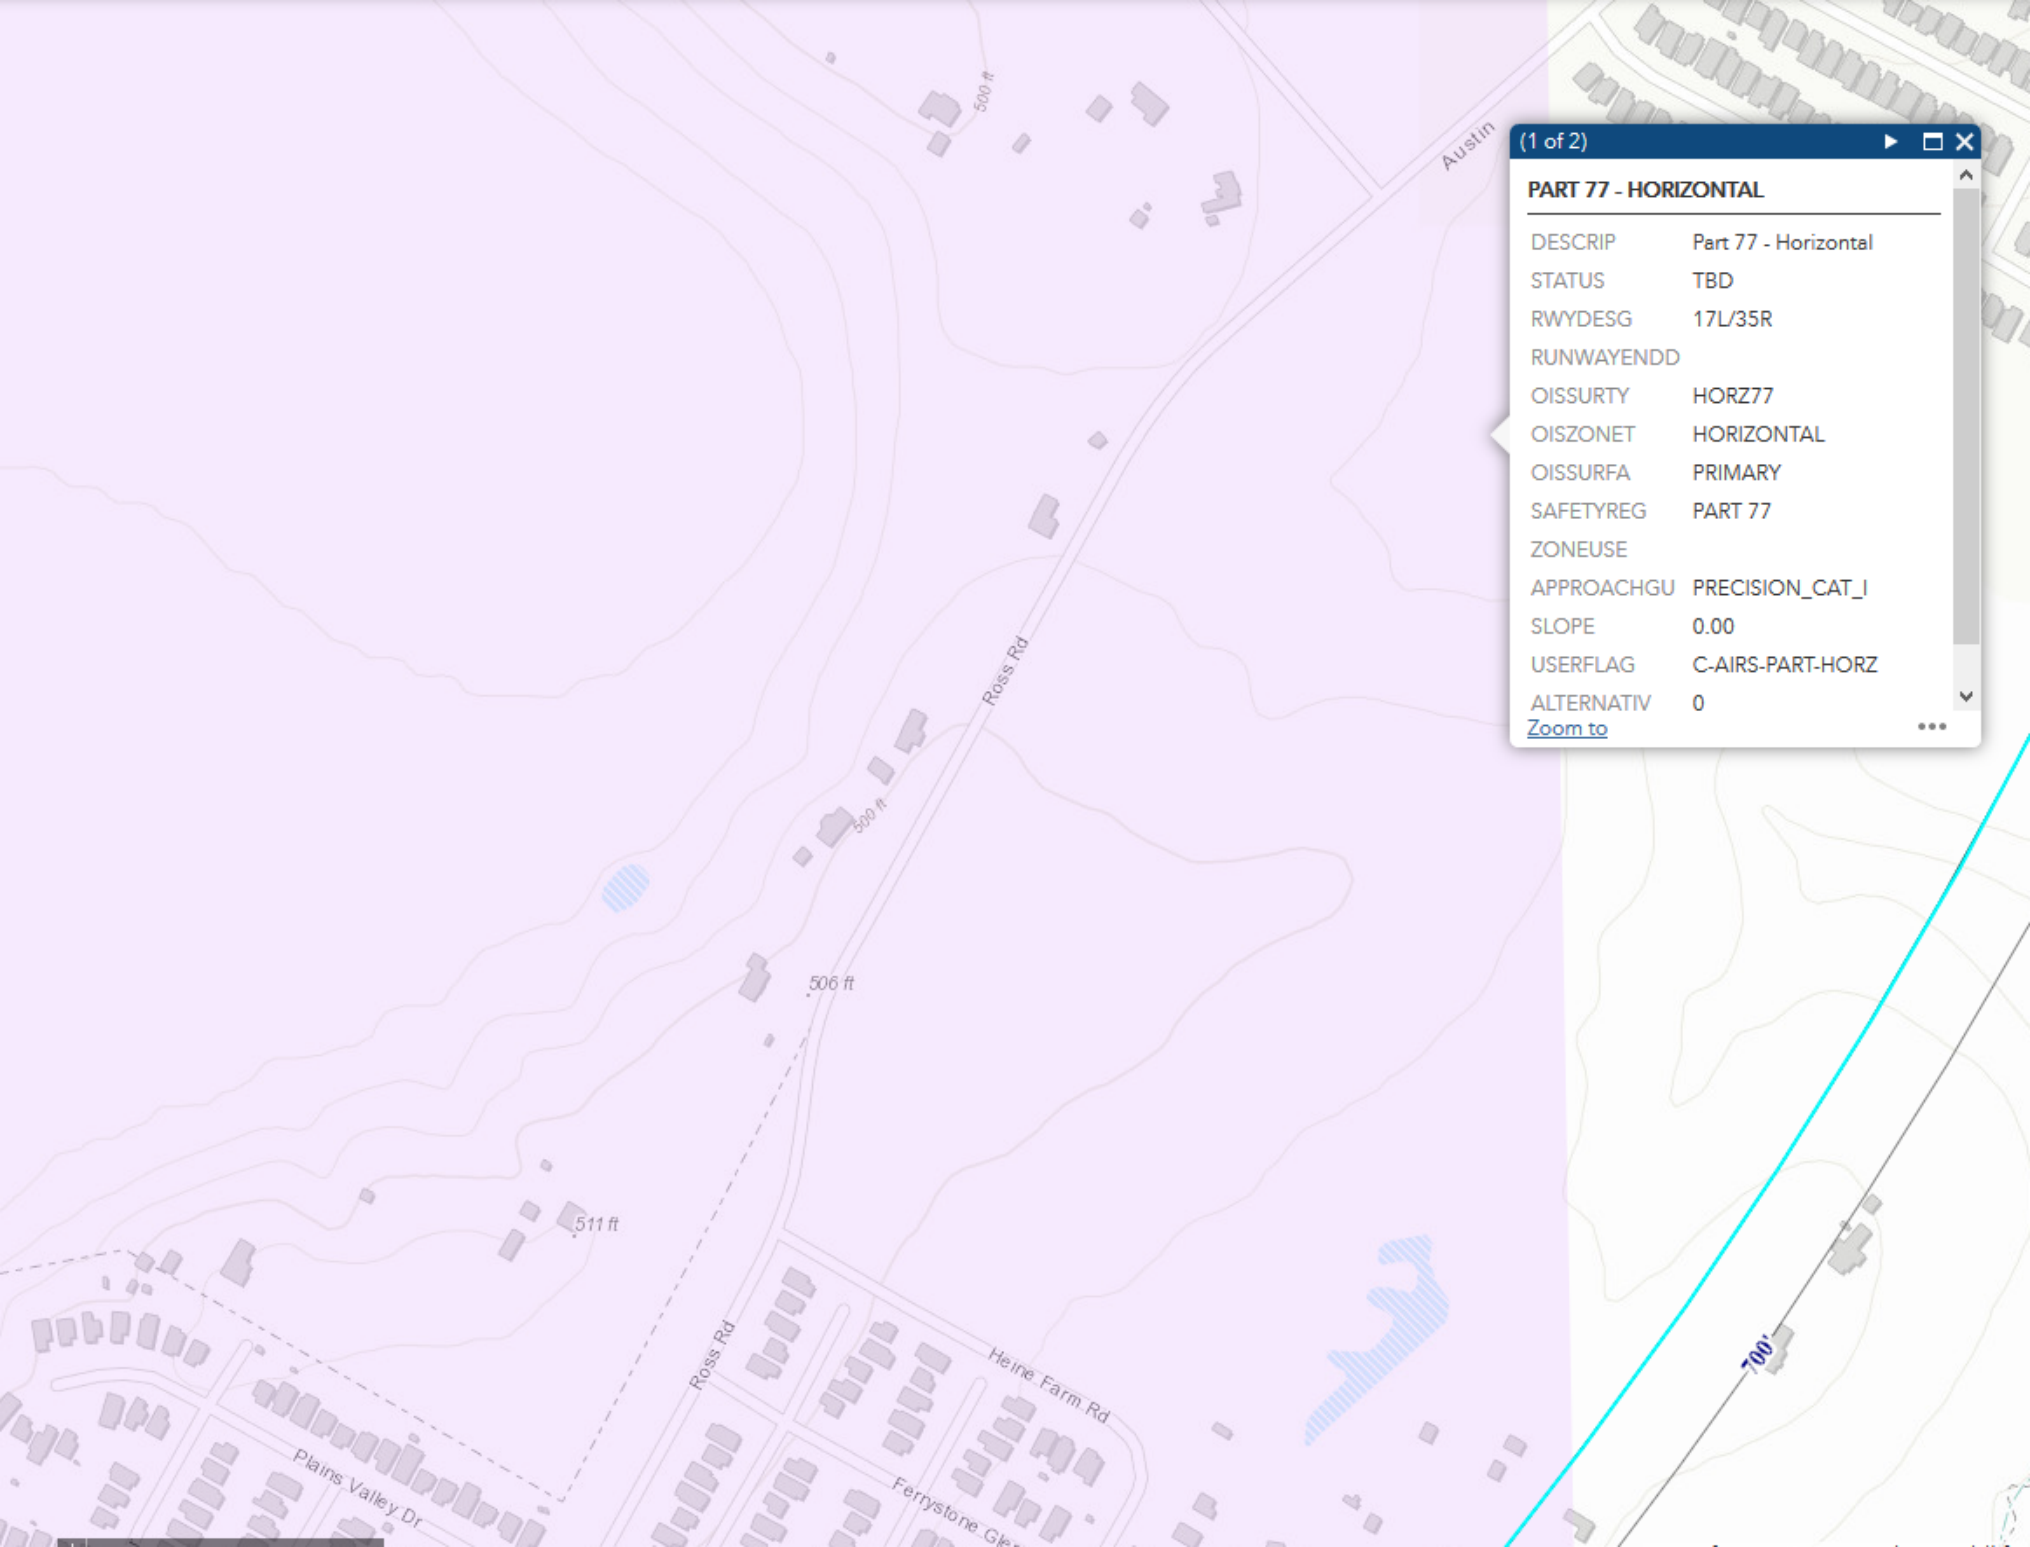 500 ft
Austin
(1 of 2)
PART 77 - HORIZONTAL
DESCRIP Part 77 - Horizontal
STATUS TBD
RWYDESG 17L/35R
RUNWAYENDD
OISSURTY HORZ77
OISZONET HORIZONTAL
OISSURFA PRIMARY
SAFETYREG PART 77
ZONEUSE
APPROACHGU PRECISION_CAT_I
SLOPE 0.00
USERFLAG C-AIRS-PART-HORZ
ALTERNATIV 0
Zoom to
Ross Rd
500 ft
506 ft
511 ft
Ross Rd
Heine Farm Rd
700'
Plains Valley Dr
Ferrystone